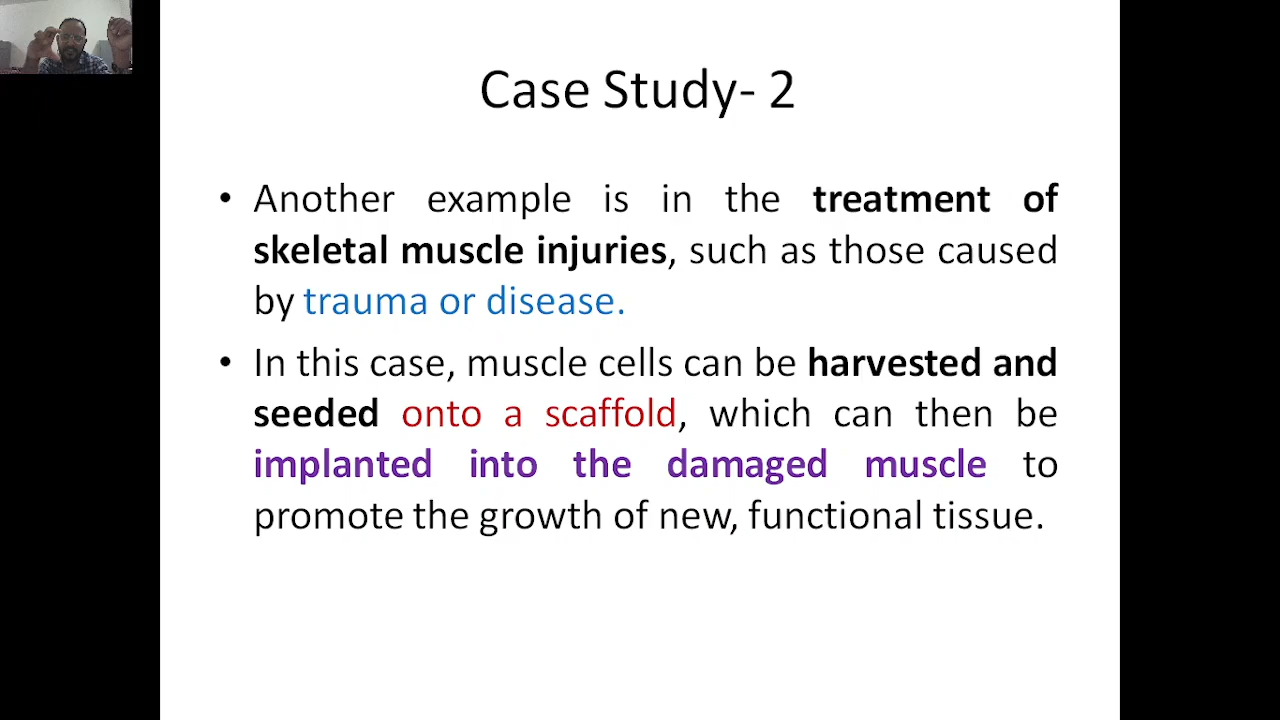 Case Study- 2
• Another example is in the treatment of
skeletal muscle injuries, such as those caused
by trauma or disease.
• In this case, muscle cells can be harvested and
seeded onto a scaffold, which can then be
implanted into the damaged muscle to
promote the growth of new, functional tissue.